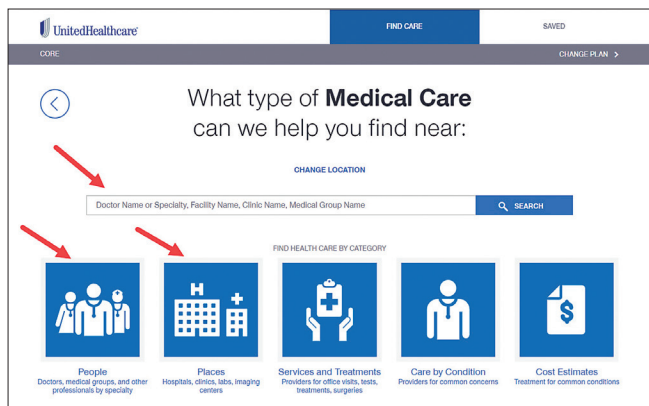 UnitedHealthcare®
FIND CARE
SAVED
CORE
CHANGE PLAN >
What type of Medical Care
can we help you find near:
CHANGE LOCATION
Doctor Name or Specialty, Facility Name, Clinic Name, Medical Group Name
SEARCH
FIND HEALTH CARE BY CATEGORY
H
$
People
Doctors, medical groups, and other
professionals by specialty
Places
Hospitals, clinics, labs, imaging
centers
Services and Treatments
Providers for office visits, tests,
treatments, surgeries
Care by Condition
Providers for common concerns
Cost Estimates
Treatment for common conditions